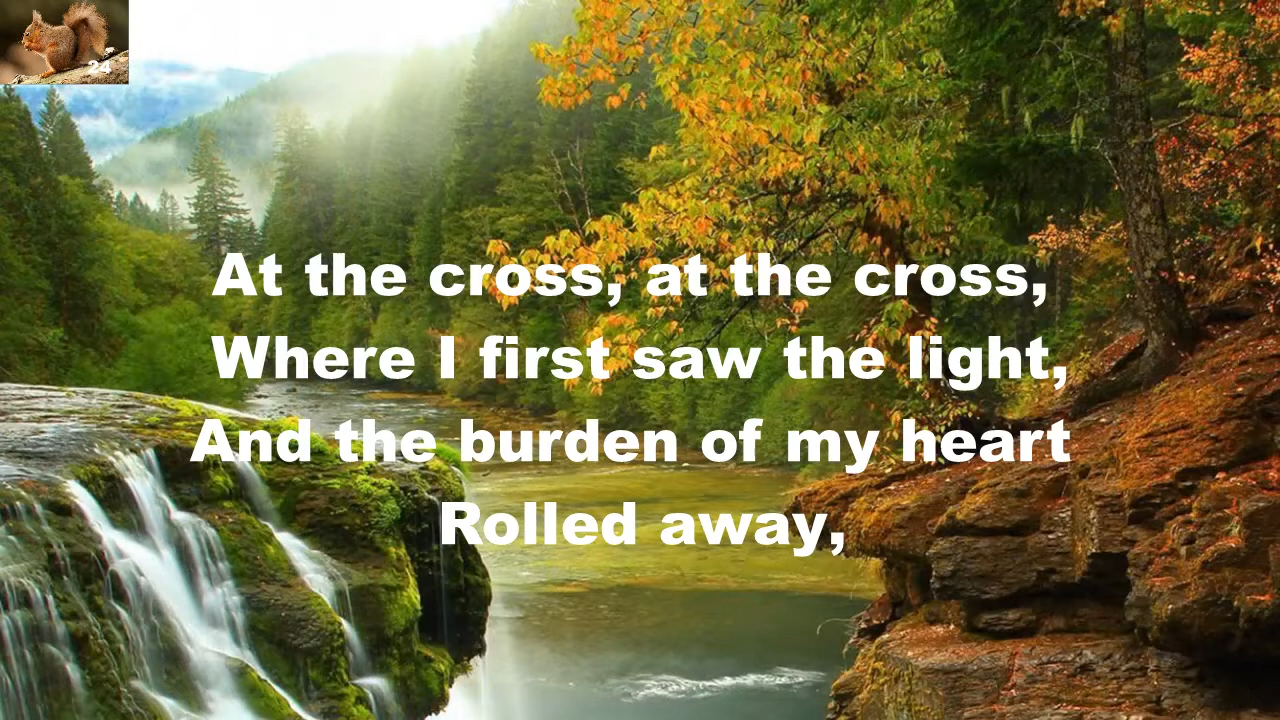 24
At the cross, at the cross,
Where I first saw the light,
And the burden of my heart
Rolled away,